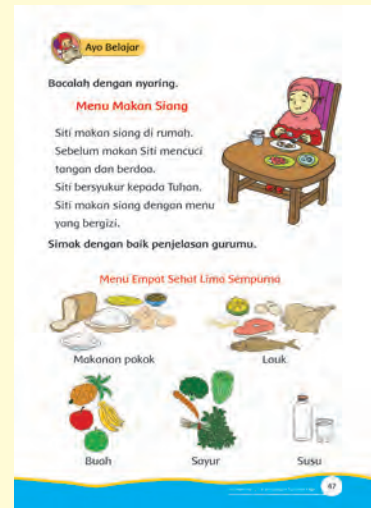 Ayo Belajar
Bacalah dengan nyaring.
Menu Makan Siang
Siti makan siang di rumah.
Sebelum makan Siti mencuci
tangan dan berdoa.
Siti bersyukur kepada Tuhan.
Siti makan siang dengan menu
yang bergizi.
Simak dengan baik penjelasan gurumu.
Menu Empat Sehat Lima Sempurna
Makanan pokok
Lauk
Buah
Sayur
Susu
47